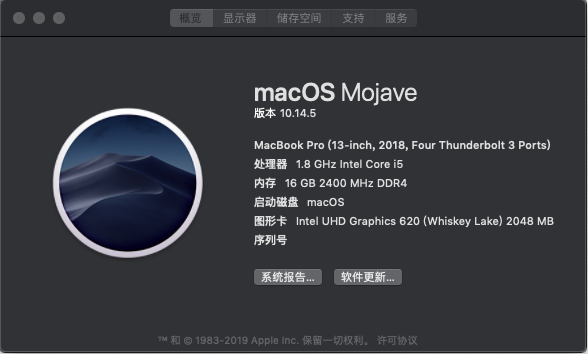 概览 显示器 储存空间 支持 服务
macOS Mojave
版本 10.14.5
MacBook Pro (13-inch, 2018, Four Thunderbolt 3 Ports)
处理器 1.8 GHz Intel Core i5
内存 16 GB 2400 MHz DDR4
启动磁盘 macOS
图形卡 Intel UHD Graphics 620 (Whiskey Lake) 2048 MB
序列号
系统报告... 软件更新...
™ 和 © 1983-2019 Apple Inc. 保留一切权利。 许可协议